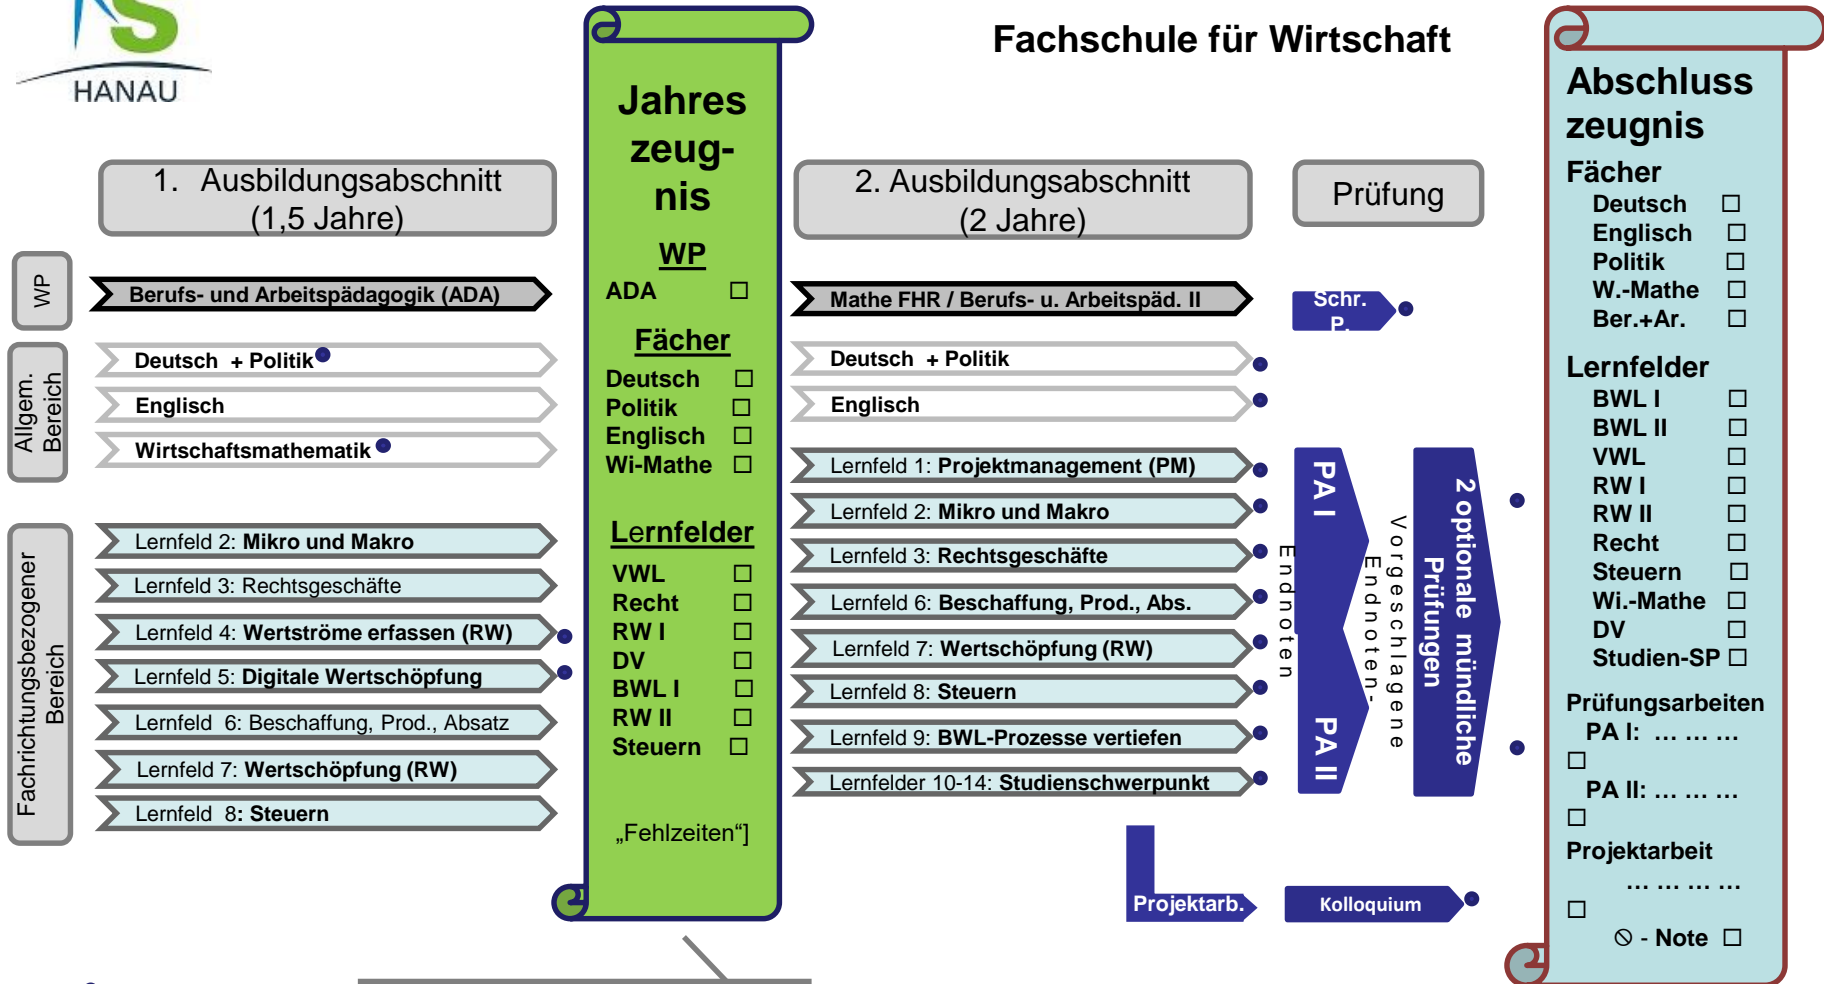 S
HANAU
Fachschule für Wirtschaft
1. Ausbildungsabschnitt
(1,5 Jahre)
WP
Berufs- und Arbeitspädagogik (ADA)
Allgem.
Bereich
Deutsch + Politik
Englisch
Wirtschaftsmathematik
Fachrichtungsbezogener
Bereich
Lernfeld 2: Mikro und Makro
Lernfeld 3: Rechtsgeschäfte
Lernfeld 4: Wertströme erfassen (RW)
Lernfeld 5: Digitale Wertschöpfung
Lernfeld 6: Beschaffung, Prod., Absatz
Lernfeld 7: Wertschöpfung (RW)
Lernfeld 8: Steuern
Jahres
zeug-
nis
WP
ADA ☐
Fächer
Deutsch ☐
Politik ☐
Englisch ☐
Wi-Mathe ☐
Lernfelder
VWL ☐
Recht ☐
RW I ☐
DV ☐
BWL I ☐
RW II ☐
Steuern ☐
„Fehlzeiten“]
2. Ausbildungsabschnitt
(2 Jahre)
Mathe FHR / Berufs- u. Arbeitspäd. II
Deutsch + Politik
Englisch
Lernfeld 1: Projektmanagement (PM)
Lernfeld 2: Mikro und Makro
Lernfeld 3: Rechtsgeschäfte
Lernfeld 6: Beschaffung, Prod., Abs.
Lernfeld 7: Wertschöpfung (RW)
Lernfeld 8: Steuern
Lernfeld 9: BWL-Prozesse vertiefen
Lernfelder 10-14: Studienschwerpunkt
Projektarb.
Prüfung
Schr.
P.
Endnoten
PA I
PA II
Vorgeschlagene
Endnoten-
2 optionale mündliche
Prüfungen
Kolloquium
Abschluss
zeugnis
Fächer
Deutsch ☐
Englisch ☐
Politik ☐
W.-Mathe ☐
Ber.+Ar. ☐
Lernfelder
BWL I ☐
BWL II ☐
VWL ☐
RW I ☐
RW II ☐
Recht ☐
Steuern ☐
Wi.-Mathe ☐
DV ☐
Studien-SP ☐
Prüfungsarbeiten
PA I: … … …
☐
PA II: … … …
☐
Projektarbeit
… … … …
☐
⦸ - Note ☐